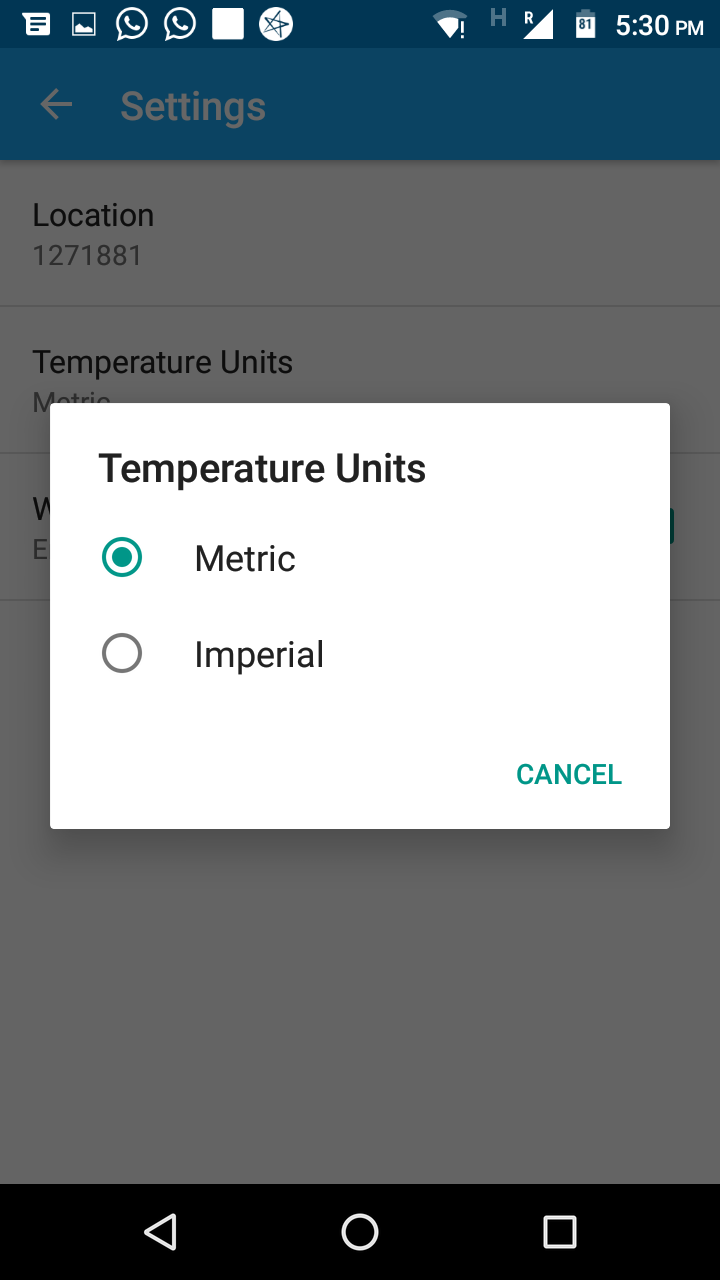 H R 81 5:30 PM
Settings
Location
1271881
Temperature Units
Metric
Temperature Units
Metric
Imperial
CANCEL